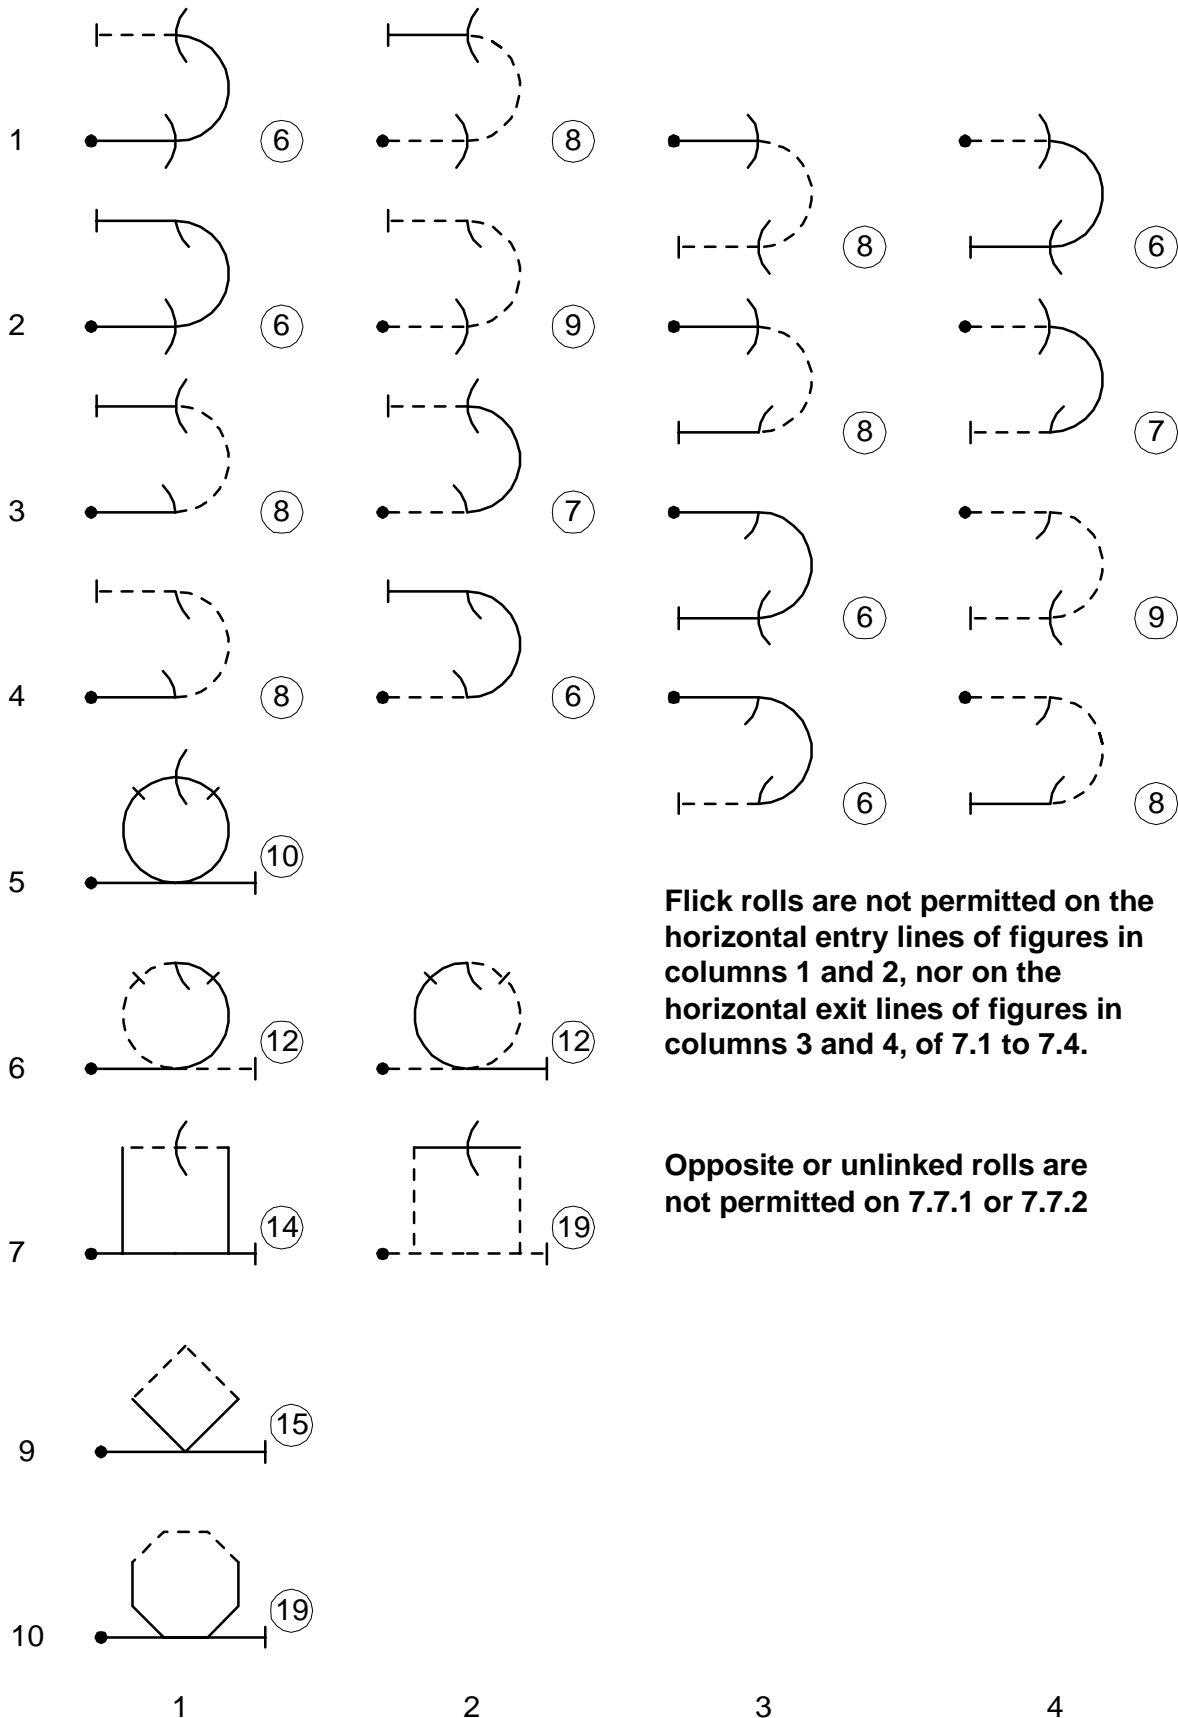 1 6 8
8 6
2 6 9
8 7
3 8 7
6 9
4 8 6
6 8
5 10
Flick rolls are not permitted on the
horizontal entry lines of figures in
columns 1 and 2, nor on the
horizontal exit lines of figures in
columns 3 and 4, of 7.1 to 7.4.
6 12 12
Opposite or unlinked rolls are
not permitted on 7.7.1 or 7.7.2
7 14 19
9 15
10 19
1 2 3 4